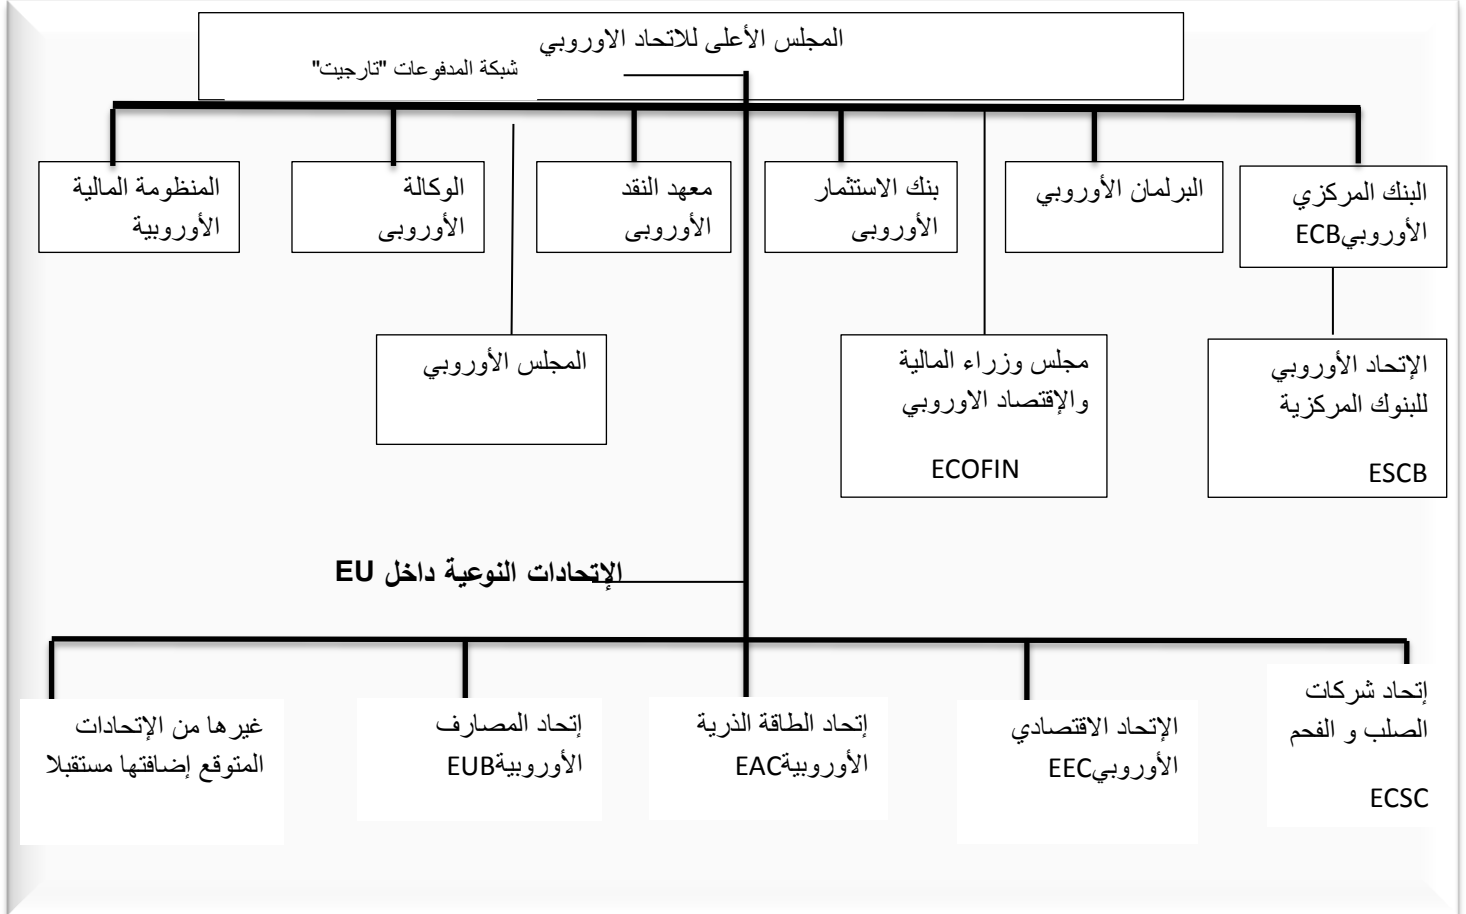 المجلس الأعلى للاتحاد الاوروبي
شبكة المدفوعات "تارجيت"
البنك المركزي
الأوروبيECB
البرلمان الأوروبي
بنك الاستثمار
الأوروبى
معهد النقد
الأوروبى
الوكالة
الأوروبى
المنظومة المالية
الأوروبية
الإتحاد الأوروبي
للبنوك المركزية
ESCB
مجلس وزراء المالية
والإقتصاد الاوروبي
ECOFIN
المجلس الأوروبي
الإتحادات النوعية داخل EU
إتحاد شركات
الصلب و الفحم
ECSC
الإتحاد الاقتصادي
الأوروبيEEC
إتحاد الطاقة الذرية
الأوروبيةEAC
إتحاد المصارف
الأوروبيةEUB
غيرها من الإتحادات
المتوقع إضافتها مستقبلا